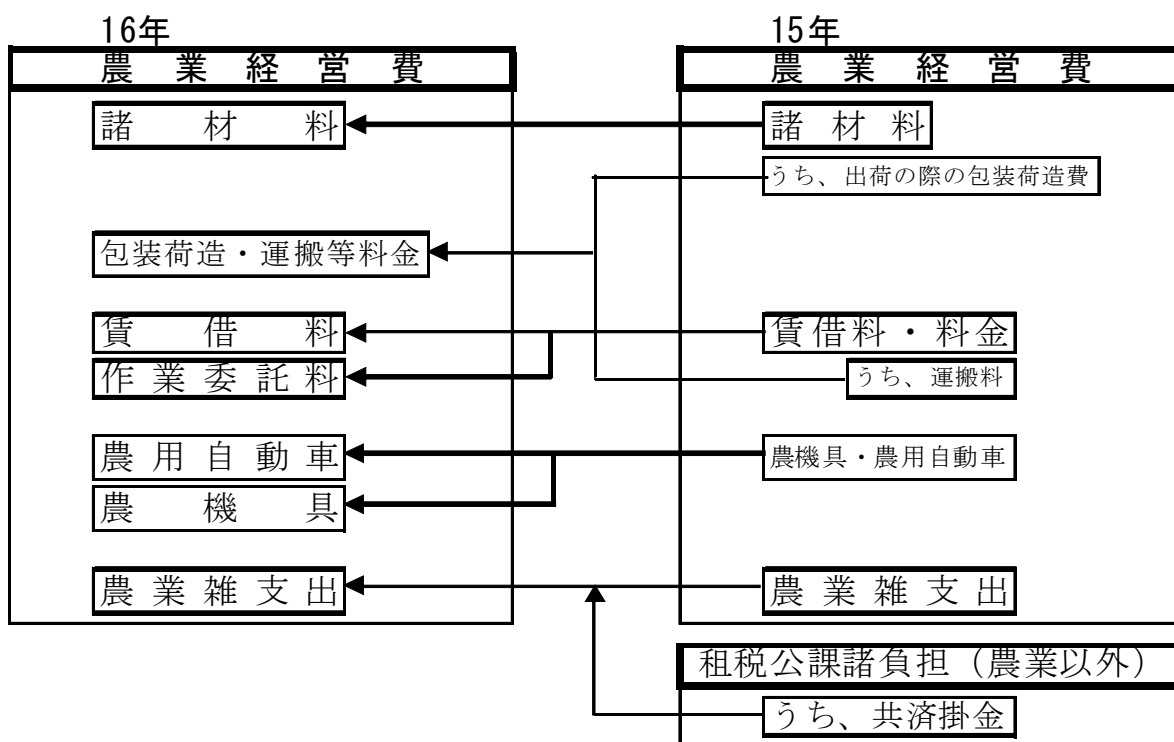 16年
農業経営費
諸材料
包装荷造・運搬等料金
賃借料
作業委託料
農用自動車
農機具
農業雑支出
15年
農業経営費
諸材料
うち、出荷の際の包装荷造費
賃借料・料金
うち、運搬料
農機具・農用自動車
農業雑支出
租税公課諸負担（農業以外）
うち、共済掛金